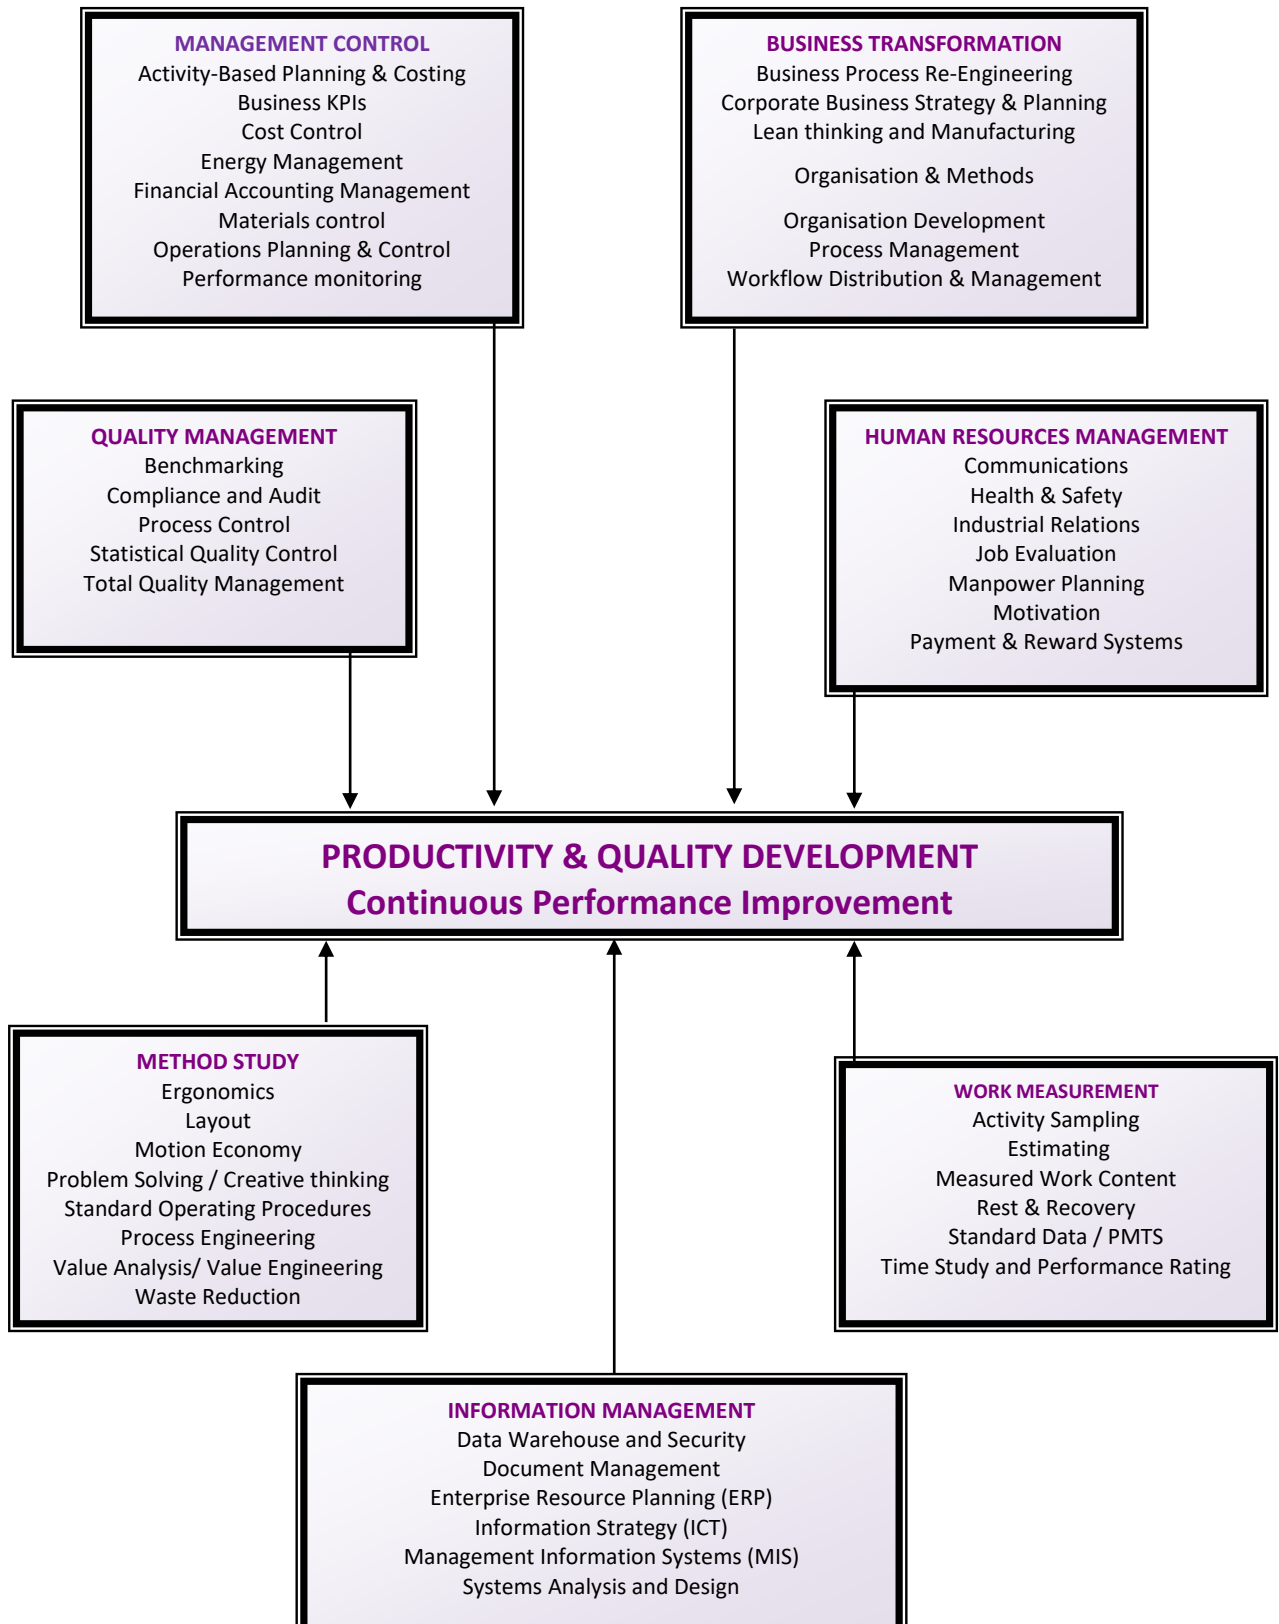 MANAGEMENT CONTROL
Activity-Based Planning & Costing
Business KPIs
Cost Control
Energy Management
Financial Accounting Management
Materials control
Operations Planning & Control
Performance monitoring
BUSINESS TRANSFORMATION
Business Process Re-Engineering
Corporate Business Strategy & Planning
Lean thinking and Manufacturing
Organisation & Methods
Organisation Development
Process Management
Workflow Distribution & Management
QUALITY MANAGEMENT
Benchmarking
Compliance and Audit
Process Control
Statistical Quality Control
Total Quality Management
HUMAN RESOURCES MANAGEMENT
Communications
Health & Safety
Industrial Relations
Job Evaluation
Manpower Planning
Motivation
Payment & Reward Systems
PRODUCTIVITY & QUALITY DEVELOPMENT
Continuous Performance Improvement
METHOD STUDY
Ergonomics
Layout
Motion Economy
Problem Solving / Creative thinking
Standard Operating Procedures
Process Engineering
Value Analysis/ Value Engineering
Waste Reduction
WORK MEASUREMENT
Activity Sampling
Estimating
Measured Work Content
Rest & Recovery
Standard Data / PMTS
Time Study and Performance Rating
INFORMATION MANAGEMENT
Data Warehouse and Security
Document Management
Enterprise Resource Planning (ERP)
Information Strategy (ICT)
Management Information Systems (MIS)
Systems Analysis and Design